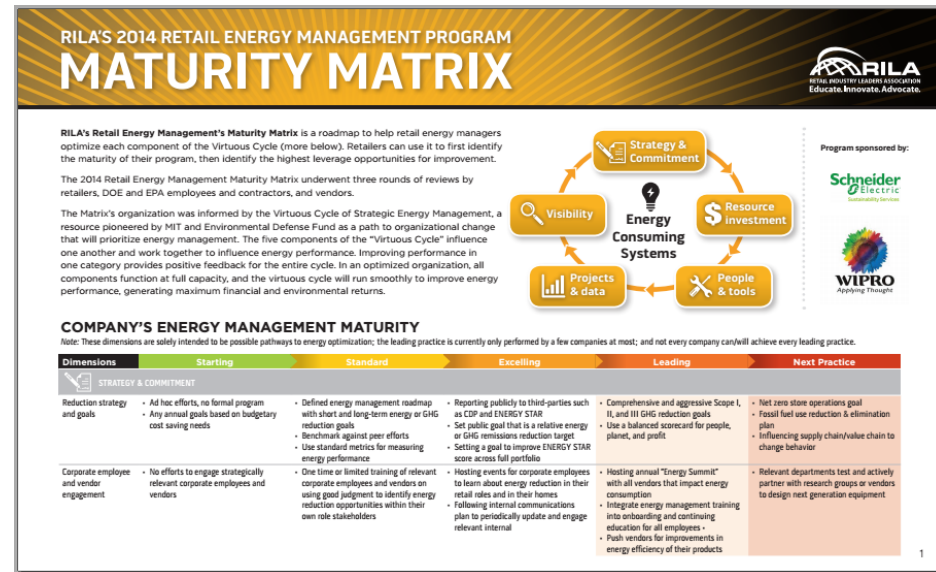 RILA'S 2014 RETAIL ENERGY MANAGEMENT PROGRAM
MATURITY MATRIX
RILA
RETAIL INDUSTRY LEADERS ASSOCIATION
Educate. Innovate. Advocate.
RILA's Retail Energy Management's Maturity Matrix is a roadmap to help retail energy managers
optimize each component of the Virtuous Cycle (more below). Retailers can use it to first identify
the maturity of their program, then identify the highest leverage opportunities for improvement.
The 2014 Retail Energy Management Maturity Matrix underwent three rounds of reviews by
retailers, DOE and EPA employees and contractors, and vendors.
The Matrix's organization was informed by the Virtuous Cycle of Strategic Energy Management, a
resource pioneered by MIT and Environmental Defense Fund as a path to organizational change
that will prioritize energy management. The five components of the "Virtuous Cycle" influence
one another and work together to influence energy performance. Improving performance in
one category provides positive feedback for the entire cycle. In an optimized organization, all
components function at full capacity, and the virtuous cycle will run smoothly to improve energy
performance, generating maximum financial and environmental returns.
Strategy &
Commitment
Visibility
Energy
Consuming
Systems
$ Resource
investment
Projects
& data
People
& tools
Program sponsored by:
Schneider
Electric
Sustainability Services
WIPRO
Applying Thought
COMPANY'S ENERGY MANAGEMENT MATURITY
Note: These dimensions are solely intended to be possible pathways to energy optimization; the leading practice is currently only performed by a few companies at most; and not every company can/will achieve every leading practice.
Dimensions Starting Standard Excelling Leading Next Practice
STRATEGY & COMMITMENT
Reduction strategy
and goals
• Ad hoc efforts, no formal program
• Any annual goals based on budgetary
cost saving needs
• Defined energy management roadmap
with short and long-term energy or GHG
reduction goals
• Benchmark against peer efforts
• Use standard metrics for measuring
energy performance
• Reporting publicly to third-parties such
as CDP and ENERGY STAR
• Set public goal that is a relative energy
or GHG remissions reduction target
• Setting a goal to improve ENERGY STAR
score across full portfolio
• Comprehensive and aggressive Scope I,
II, and III GHG reduction goals
• Use a balanced scorecard for people,
planet, and profit
• Net zero store operations goal
• Fossil fuel use reduction & elimination
plan
• Influencing supply chain/value chain to
change behavior
Corporate employee
and vendor
engagement
• No efforts to engage strategically
relevant corporate employees and
vendors
• One time or limited training of relevant
corporate employees and vendors on
using good judgment to identify energy
reduction opportunities within their
own role stakeholders
• Hosting events for corporate employees
to learn about energy reduction in their
retail roles and in their homes
• Following internal communications
plan to periodically update and engage
relevant internal
• Hosting annual "Energy Summit"
with all vendors that impact energy
consumption
• Integrate energy management training
into onboarding and continuing
education for all employees •
• Push vendors for improvements in
energy efficiency of their products
• Relevant departments test and actively
partner with research groups or vendors
to design next generation equipment
1